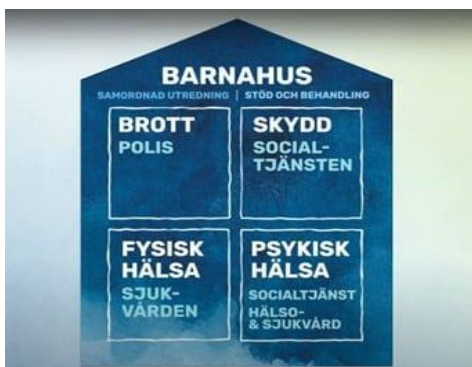 BARNAHUS
SAMORDNAD UTREDNING | STÖD OCH BEHANDLING
BROTT
POLIS
SKYDD
SOCIAL-
TJÄNSTEN
FYSISK
HÄLSA
SJUK-
VÅRDEN
PSYKISK
HÄLSA
SOCIALTJÄNST
HÄLSO-
& SJUKVÅRD